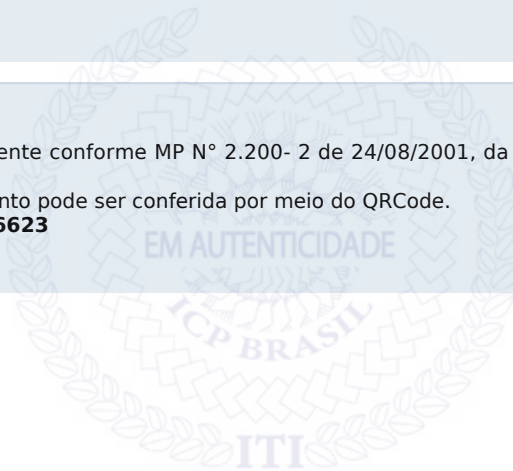 ente conforme MP N° 2.200- 2 de 24/08/2001, da
nto pode ser conferida por meio do QRCode.
6623
EM AUTENTICIDADE
ICP BRASIL
ITI